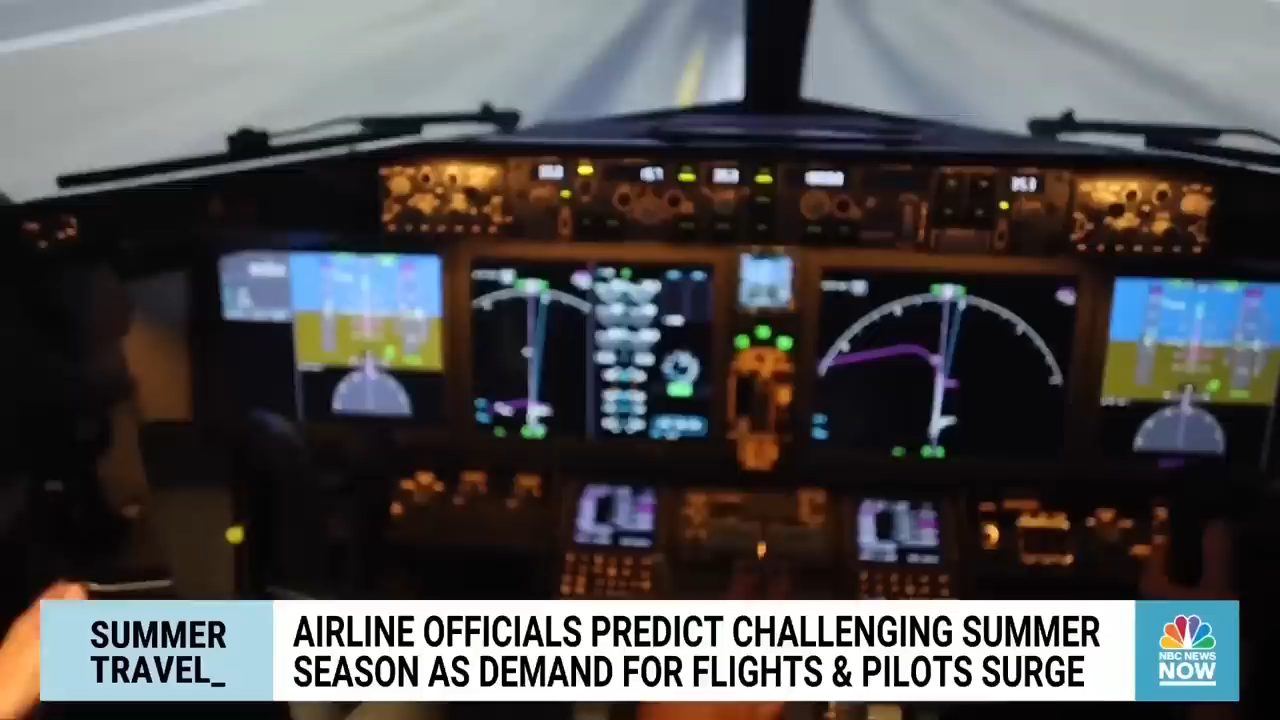 SUMMER
TRAVEL_
AIRLINE OFFICIALS PREDICT CHALLENGING SUMMER
SEASON AS DEMAND FOR FLIGHTS & PILOTS SURGE
NBC NEWS
NOW